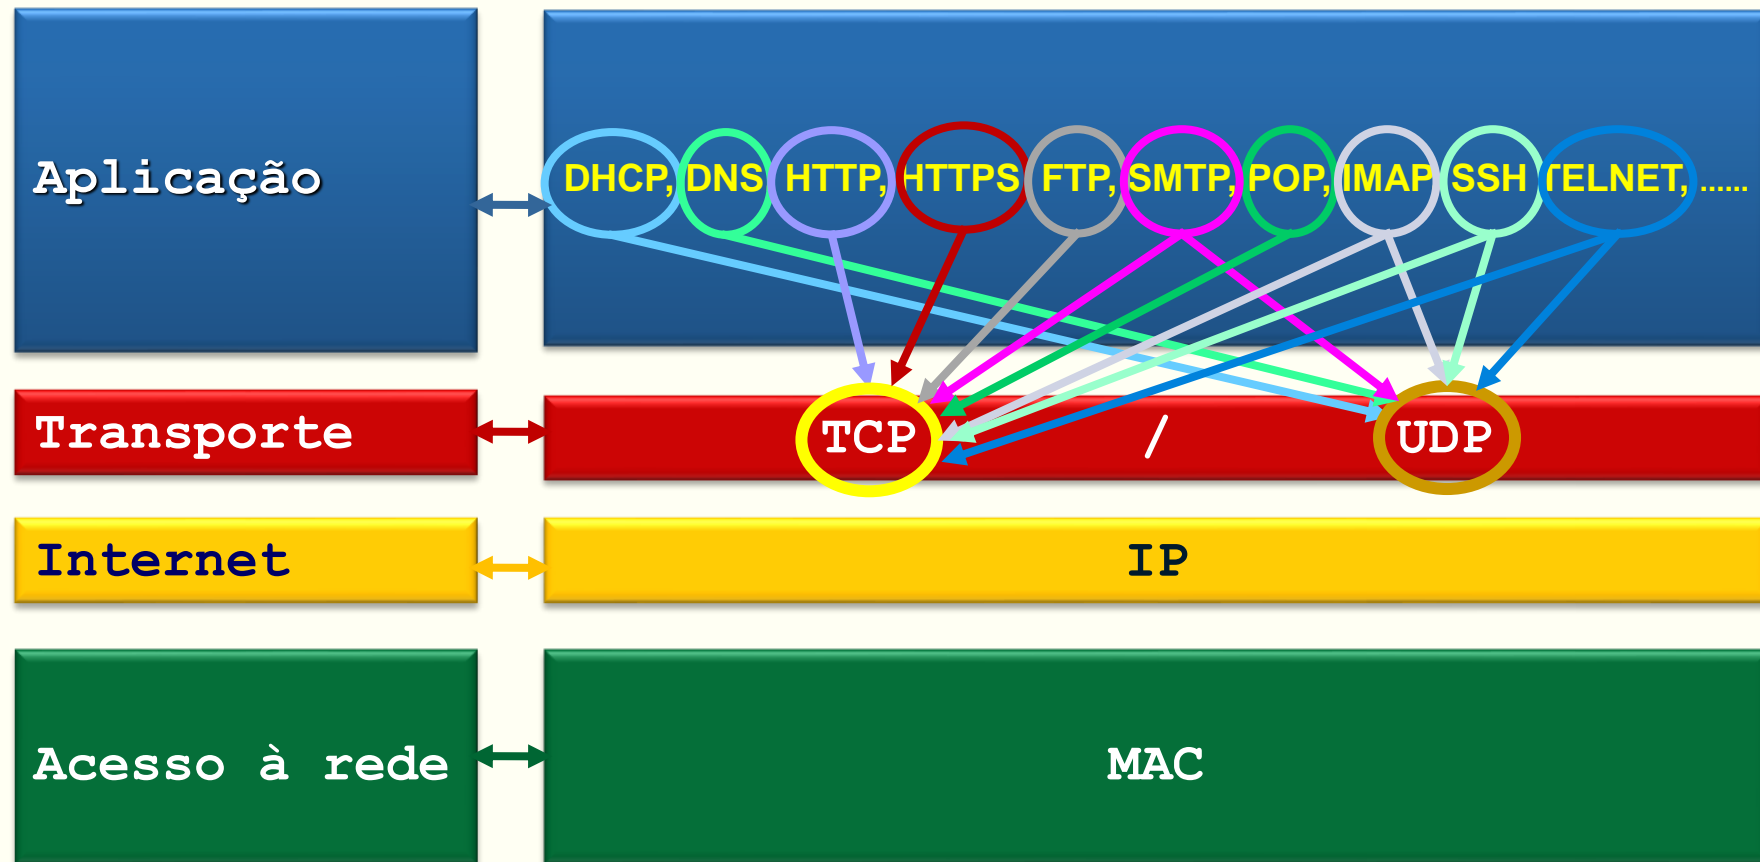 Aplicação
DHCP, DNS HTTP, HTTPS FTP, SMTP, POP, IMAP SSH TELNET, ......
Transporte
TCP / UDP
Internet
IP
Acesso à rede
MAC